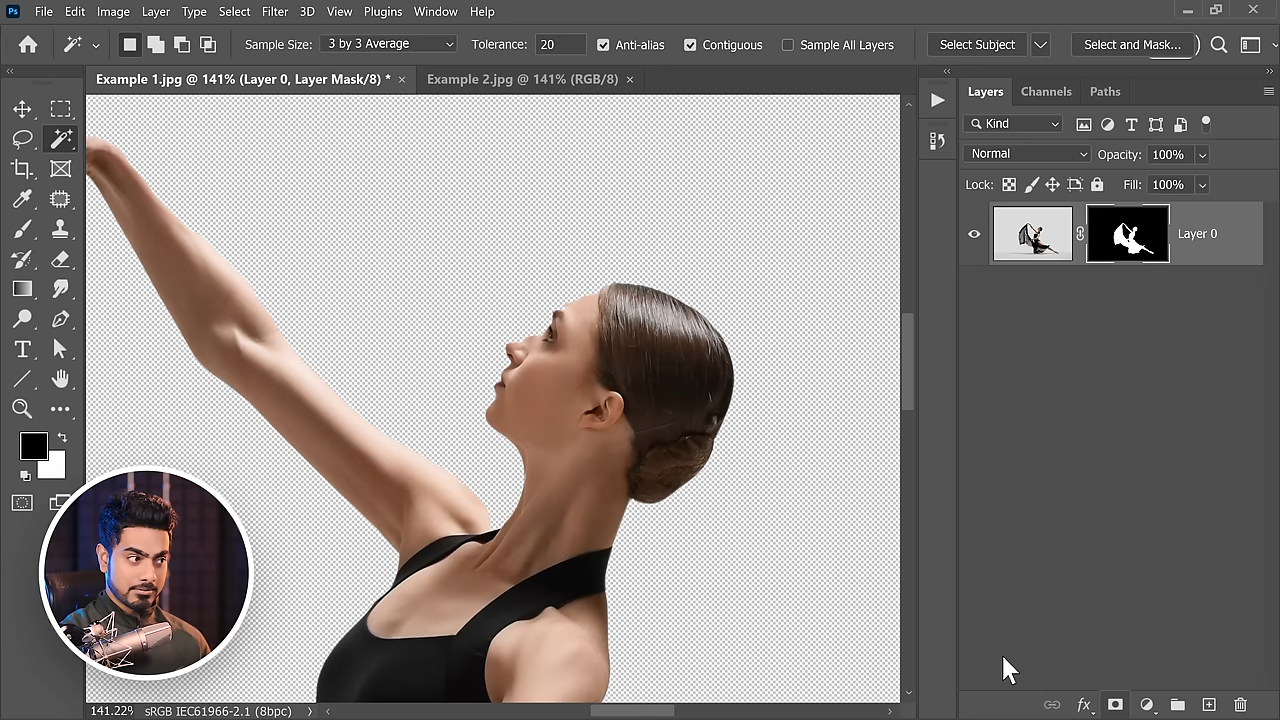 Ps File Edit Image Layer Type Select Filter 3D View Plugins Window Help
Sample Size: 3 by 3 Average Tolerance: 20 Anti-alias Contiguous Sample All Layers Select Subject Select and Mask...
Example 1.jpg @ 141% (Layer 0, Layer Mask/8) * × Example 2.jpg @ 141% (RGB/8) ×
Layers Channels Paths
Kind
Normal Opacity: 100%
Lock: Fill: 100%
Layer 0
141.22% sRGB IEC61966-2.1 (8bpc)